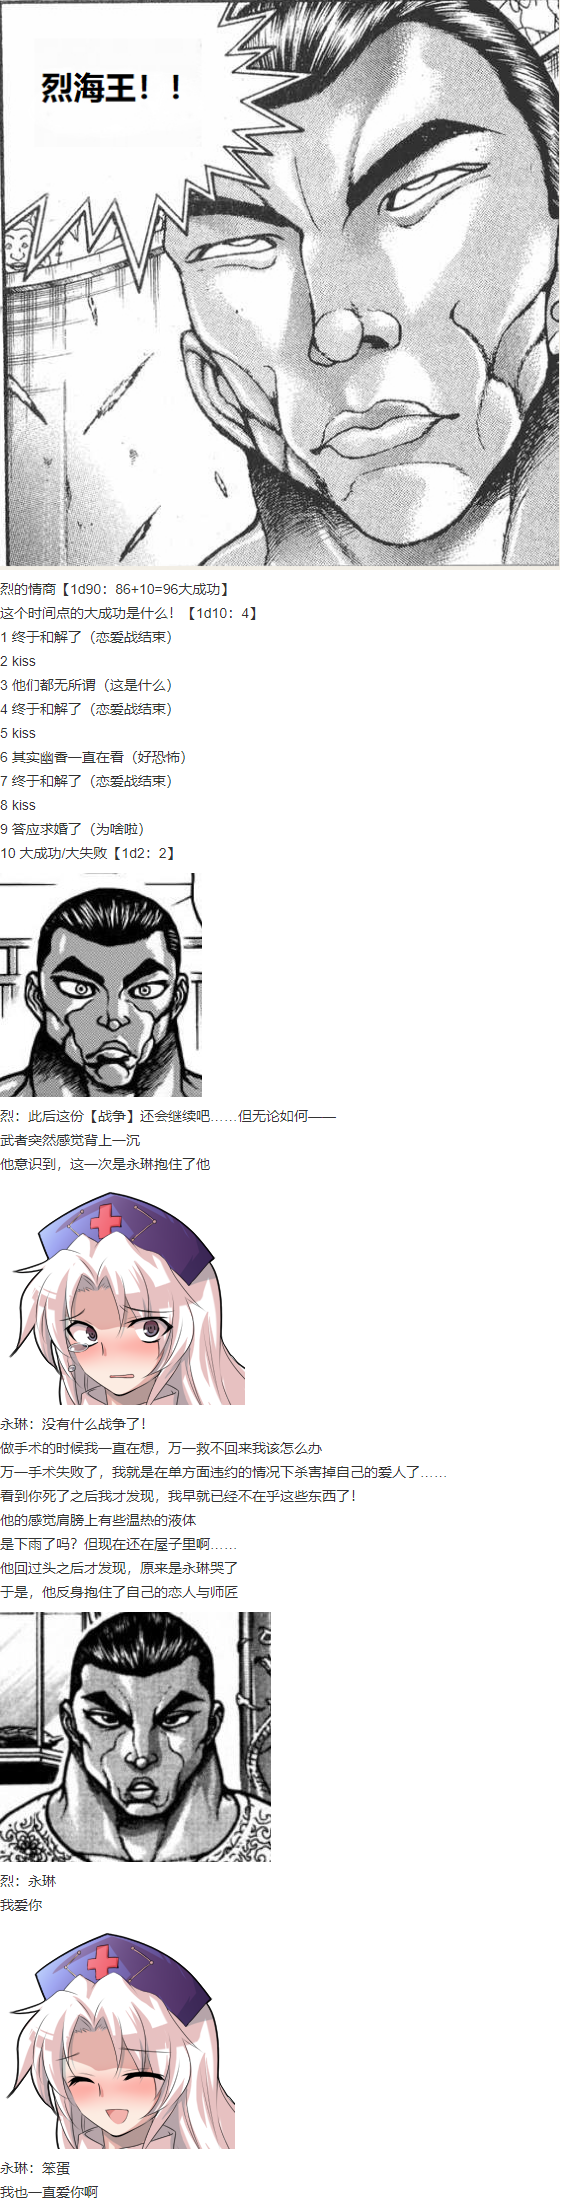 烈海王！！
烈的情商【1d90：86+10=96大成功】
这个时间点的大成功是什么！【1d10：4】
1 终于和解了（恋爱战结束）
2 kiss
3 他们都无所谓（这是什么）
4 终于和解了（恋爱战结束）
5 kiss
6 其实幽香一直在看（好恐怖）
7 终于和解了（恋爱战结束）
8 kiss
9 答应求婚了（为啥啦）
10 大成功/大失败【1d2：2】
烈：此后这份【战争】还会继续吧……但无论如何——
武者突然感觉背上一沉
他意识到，这一次是永琳抱住了他
永琳：没有什么战争了！
做手术的时候我一直在想，万一救不回来我该怎么办
万一手术失败了，我就是在单方面违约的情况下杀害掉自己的爱人了……
看到你死了之后我才发现，我早就已经不在乎这些东西了！
他的感觉肩膀上有些温热的液体
是下雨了吗？但现在还在屋子里啊……
他回过头之后才发现，原来是永琳哭了
于是，他反身抱住了自己的恋人与师匠
烈：永琳
我爱你
永琳：笨蛋
我也一直爱你啊